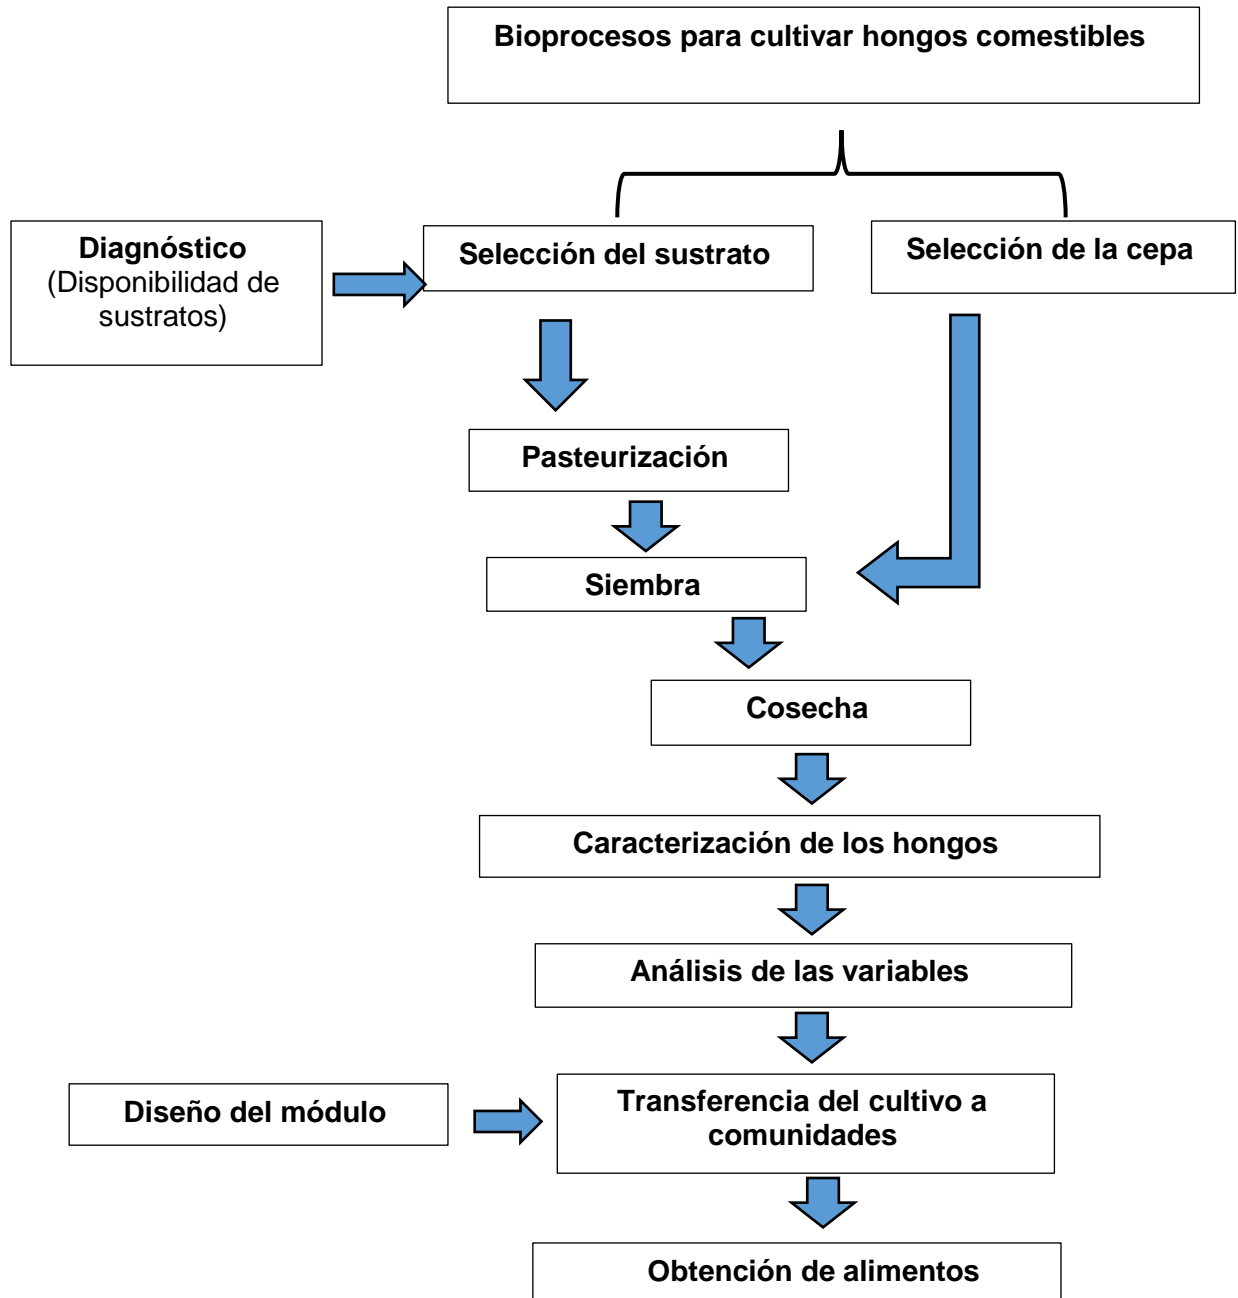 Bioprocesos para cultivar hongos comestibles
Diagnóstico
(Disponibilidad de
sustratos)
Selección del sustrato
Selección de la cepa
Pasteurización
Siembra
Cosecha
Caracterización de los hongos
Análisis de las variables
Diseño del módulo
Transferencia del cultivo a
comunidades
Obtención de alimentos